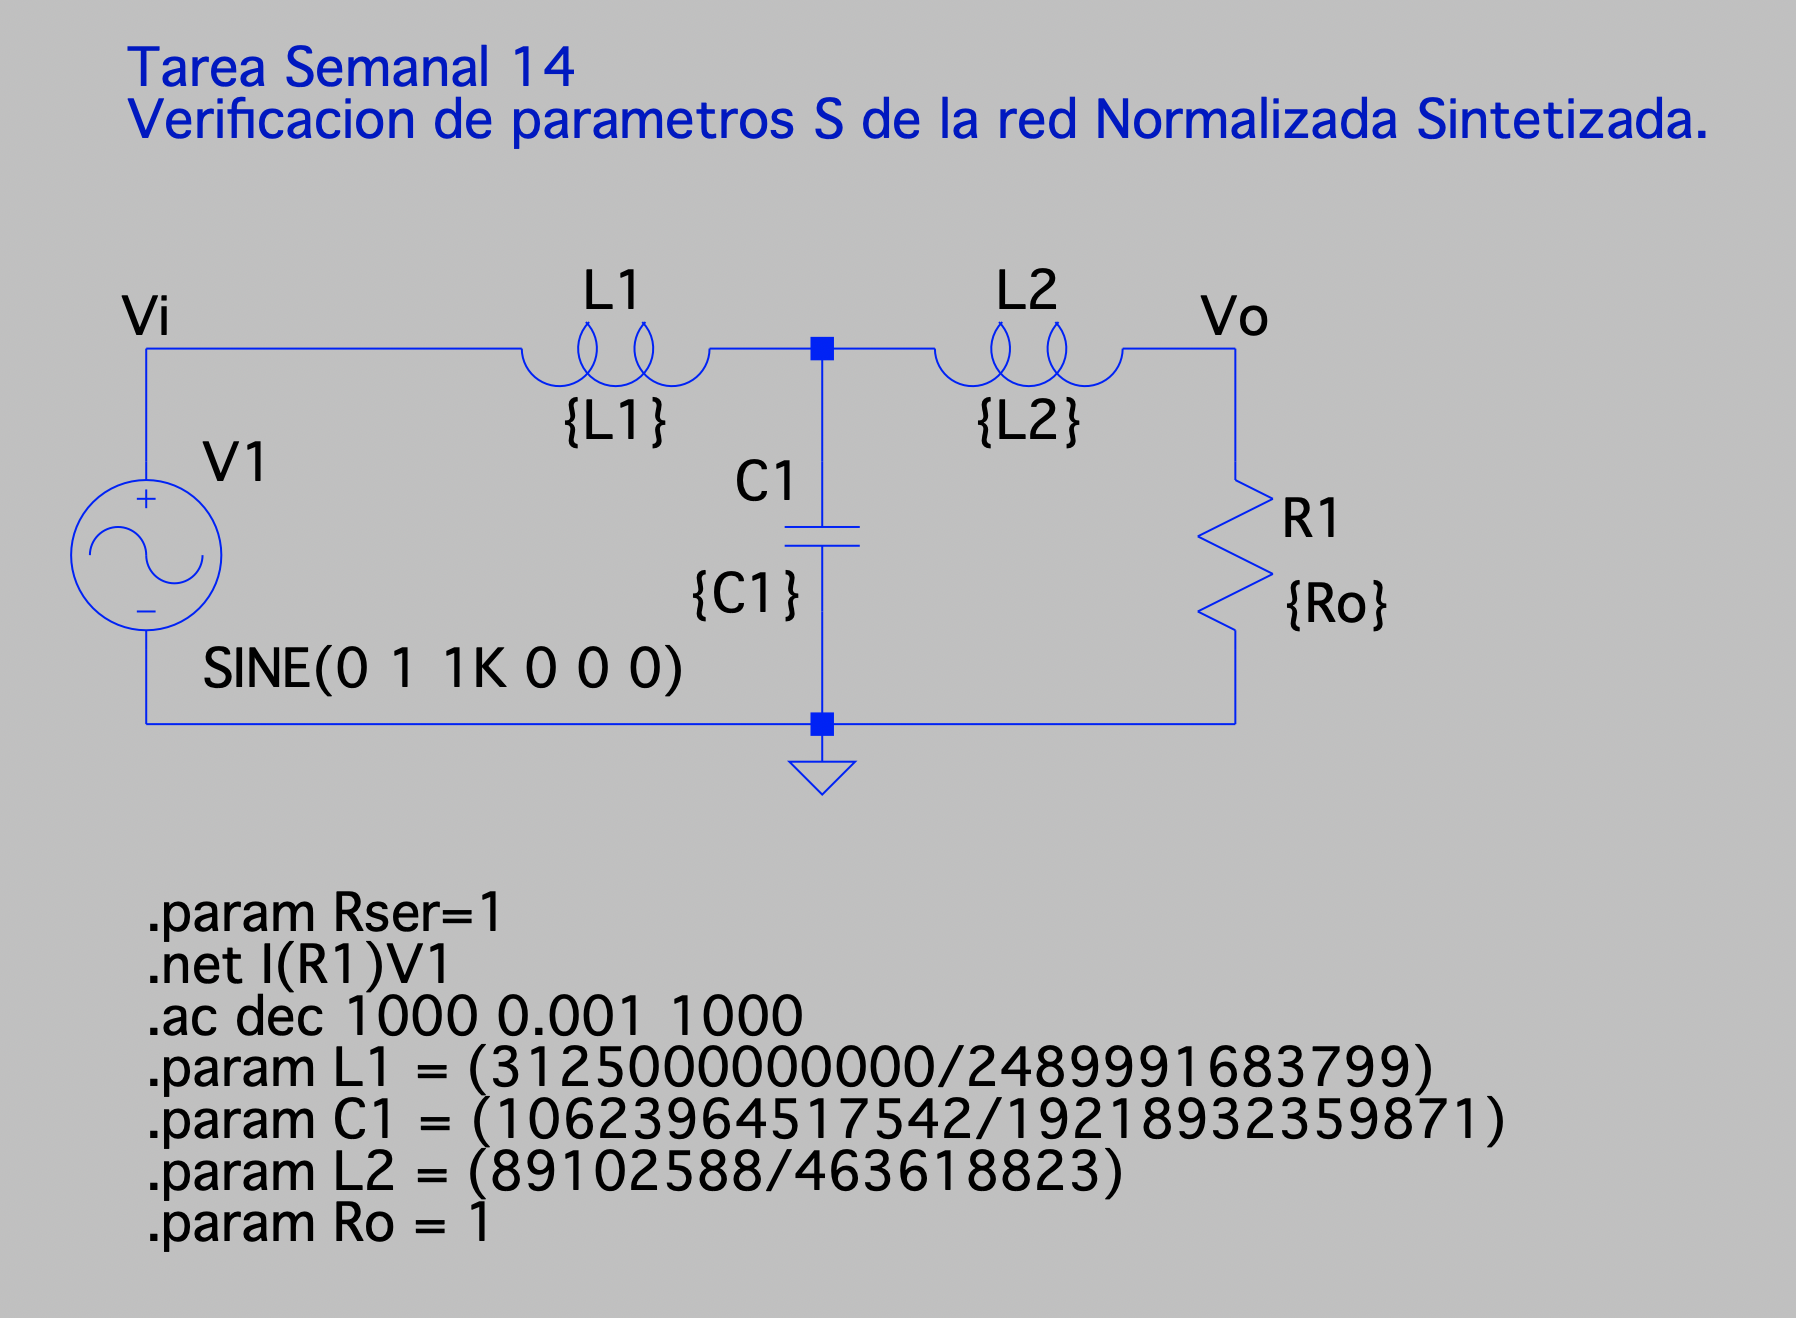 Tarea Semanal 14
Verificacion de parametros S de la red Normalizada Sintetizada.
Vi
L1
{L1}
L2
{L2}
Vo
V1
+
−
SINE(0 1 1K 0 0 0)
C1
{C1}
R1
{Ro}
.param Rser=1
.net I(R1)V1
.ac dec 1000 0.001 1000
.param L1 = (3125000000000/2489991683799)
.param C1 = (10623964517542/19218932359871)
.param L2 = (89102588/463618823)
.param Ro = 1